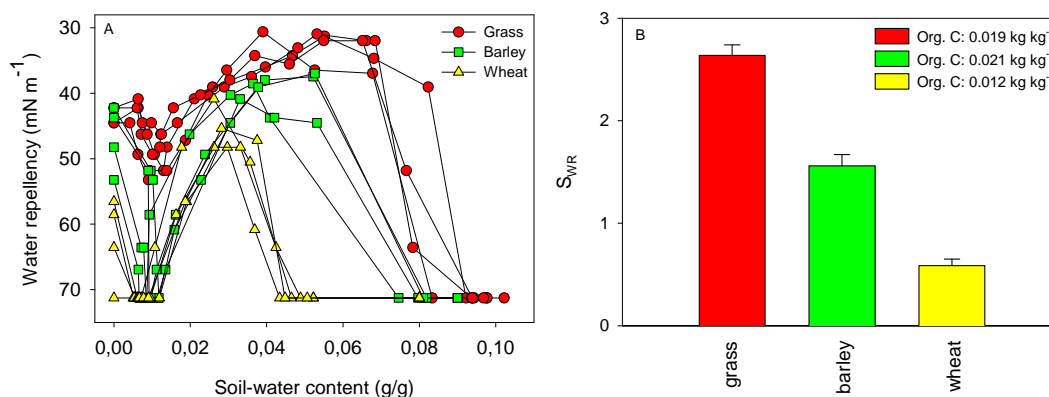 A
Grass
Barley
Wheat
Water repellency (mN m⁻¹)
30
40
50
60
70
0,00
0,02
0,04
0,06
0,08
0,10
Soil-water content (g/g)
B
Org. C: 0.019 kg kg⁻
Org. C: 0.021 kg kg⁻
Org. C: 0.012 kg kg⁻
S_WR
3
2
1
0
grass
barley
wheat